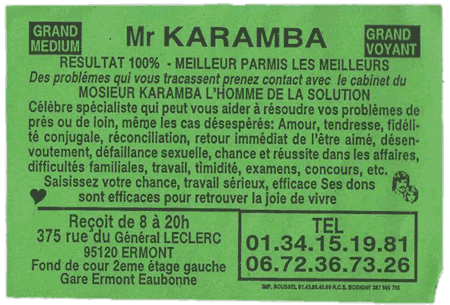 GRAND MEDIUM
Mr KARAMBA
GRAND VOYANT
RESULTAT 100% - MEILLEUR PARMIS LES MEILLEURS
Des problémes qui vous tracassent prenez contact avec le cabinet du
MOSIEUR KARAMBA L'HOMME DE LA SOLUTION
Célèbre spécialiste qui peut vous aider à résoudre vos problèmes de
près ou de loin, même les cas désespérés: Amour, tendresse, fidéli-
té conjugale, réconciliation, retour immédiat de l'être aimé, désen-
voutement, défaillance sexuelle, chance et réussite dans les affaires,
difficultés familiales, travail, timidité, examens, concours, etc.
Saisissez votre chance, travail sérieux, efficace Ses dons
sont efficaces pour retrouver la joie de vivre
Reçoit de 8 à 20h
375 rue du Général LECLERC
95120 ERMONT
Fond de cour 2eme étage gauche
Gare Ermont Eaubonne
TEL
01.34.15.19.81
06.72.36.73.26
IMP. ROUSSEL